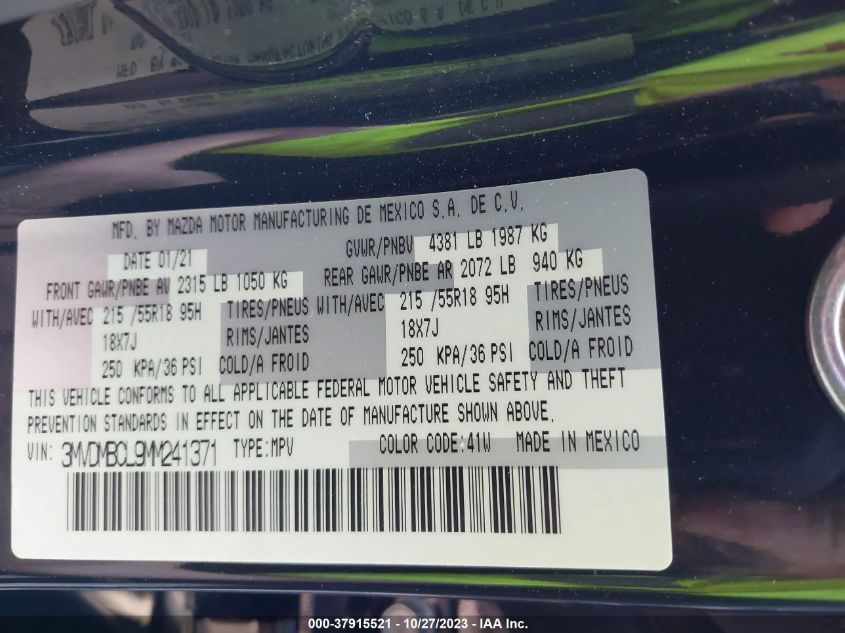 MFD. BY MAZDA MOTOR MANUFACTURING DE MEXICO S.A. DE C.V.
DATE 01/21 GVWR/PNBV 4381 LB 1987 KG
FRONT GAWR/PNBE AV 2315 LB 1050 KG REAR GAWR/PNBE AR 2072 LB 940 KG
WITH/AVEC 215 /55R18 95H TIRES/PNEUS WITH/AVEC 215 /55R18 95H TIRES/PNEUS
18X7J RIMS/JANTES 18X7J RIMS/JANTES
250 KPA/36 PSI COLD/A FROID 250 KPA/36 PSI COLD/A FROID
THIS VEHICLE CONFORMS TO ALL APPLICABLE FEDERAL MOTOR VEHICLE SAFETY AND THEFT
PREVENTION STANDARDS IN EFFECT ON THE DATE OF MANUFACTURE SHOWN ABOVE.
VIN: 3MVDMBCL9MM241371 TYPE:MPV COLOR CODE:41W MADE IN MEXICO
000-37915521 - 10/27/2023 - IAA Inc.